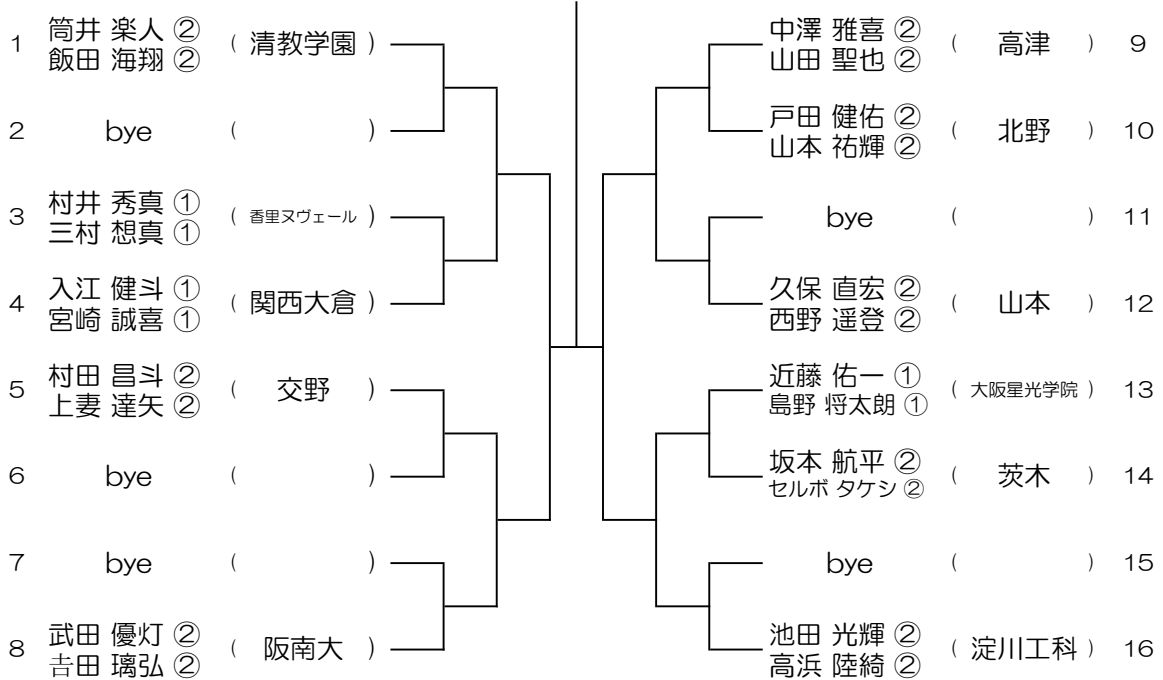 1 筒井 楽人 ② ( 清教学園 )
飯田 海翔 ②
2 bye ( )
3 村井 秀真 ① ( 香里ヌヴェール )
三村 想真 ①
4 入江 健斗 ① ( 関西大倉 )
宮崎 誠喜 ①
5 村田 昌斗 ② ( 交野 )
上妻 達矢 ②
6 bye ( )
7 bye ( )
8 武田 優灯 ② ( 阪南大 )
𠮷田 璃弘 ②
中澤 雅喜 ② ( 高津 ) 9
山田 聖也 ②
戸田 健佑 ② ( 北野 ) 10
山本 祐輝 ②
bye ( ) 11
久保 直宏 ② ( 山本 ) 12
西野 遥登 ②
近藤 佑一 ① ( 大阪星光学院 ) 13
島野 将太朗 ①
坂本 航平 ② ( 茨木 ) 14
セルボ タケシ ②
bye ( ) 15
池田 光輝 ② ( 淀川工科 ) 16
高浜 陸綺 ②